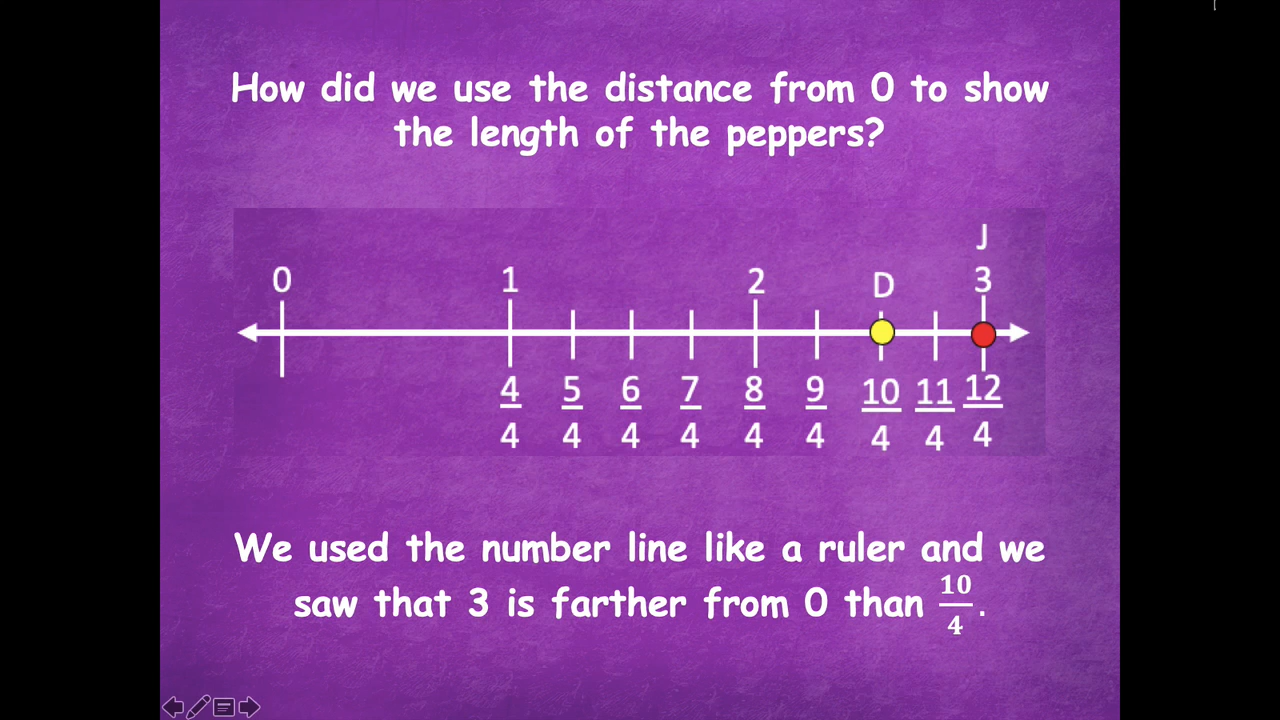 How did we use the distance from 0 to show
the length of the peppers?
J
0 1 2 D 3
4/4 5/4 6/4 7/4 8/4 9/4 10/4 11/4 12/4
We used the number line like a ruler and we
saw that 3 is farther from 0 than 10/4.